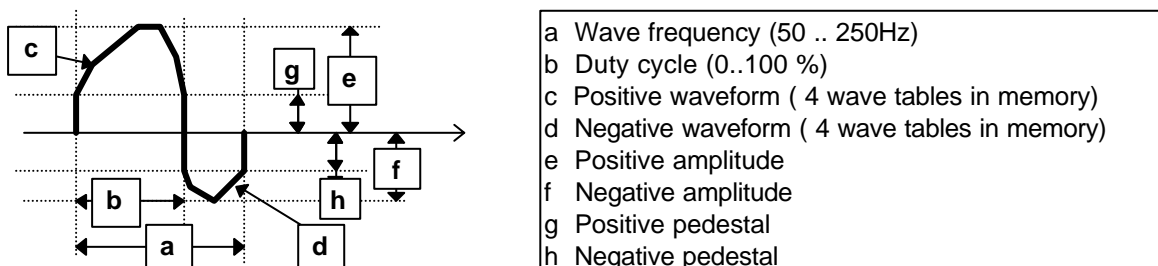 c
g
e
f
h
b
a
d
a Wave frequency (50 .. 250Hz)
b Duty cycle (0..100 %)
c Positive waveform ( 4 wave tables in memory)
d Negative waveform ( 4 wave tables in memory)
e Positive amplitude
f Negative amplitude
g Positive pedestal
h Negative pedestal